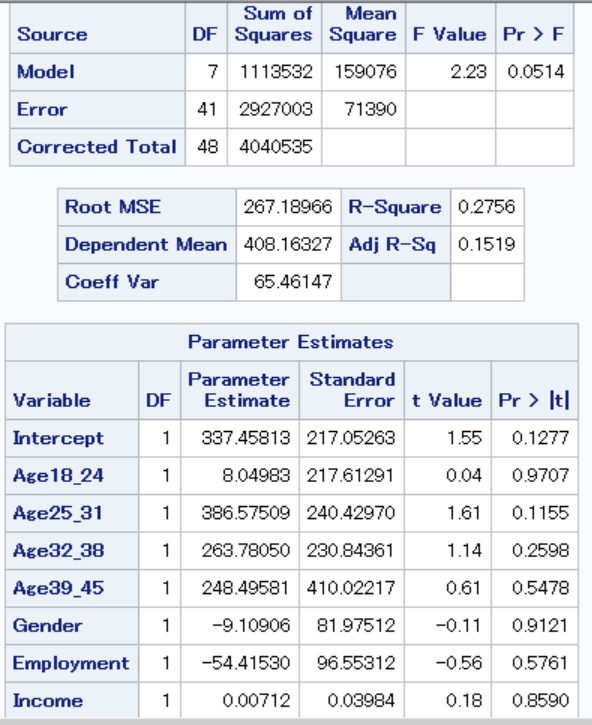 Source DF Sum of Squares Mean Square F Value Pr > F
Model 7 1113532 159076 2.23 0.0514
Error 41 2927003 71390
Corrected Total 48 4040535
Root MSE 267.18966 R-Square 0.2756
Dependent Mean 408.16327 Adj R-Sq 0.1519
Coeff Var 65.46147
Parameter Estimates
Variable DF Parameter Estimate Standard Error t Value Pr > |t|
Intercept 1 337.45813 217.05263 1.55 0.1277
Age18_24 1 8.04983 217.61291 0.04 0.9707
Age25_31 1 386.57509 240.42970 1.61 0.1155
Age32_38 1 263.78050 230.84361 1.14 0.2598
Age39_45 1 248.49581 410.02217 0.61 0.5478
Gender 1 -9.10906 81.97512 -0.11 0.9121
Employment 1 -54.41530 96.55312 -0.56 0.5761
Income 1 0.00712 0.03984 0.18 0.8590